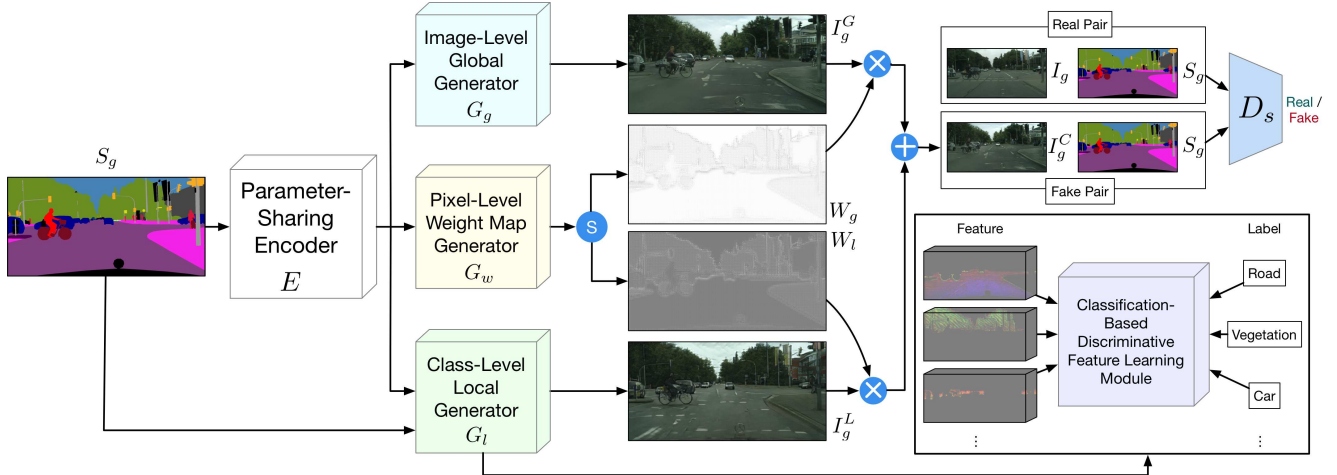 S_g
Parameter-
Sharing
Encoder
E
Image-Level
Global
Generator
G_g
Pixel-Level
Weight Map
Generator
G_w
Class-Level
Local
Generator
G_l
S
I_g^G
W_g
W_l
I_g^L
Real Pair
I_g
S_g
I_g^C
S_g
Fake Pair
D_s
Real /
Fake
Feature
Label
Classification-
Based
Discriminative
Feature Learning
Module
Road
Vegetation
Car
⋮
⋮